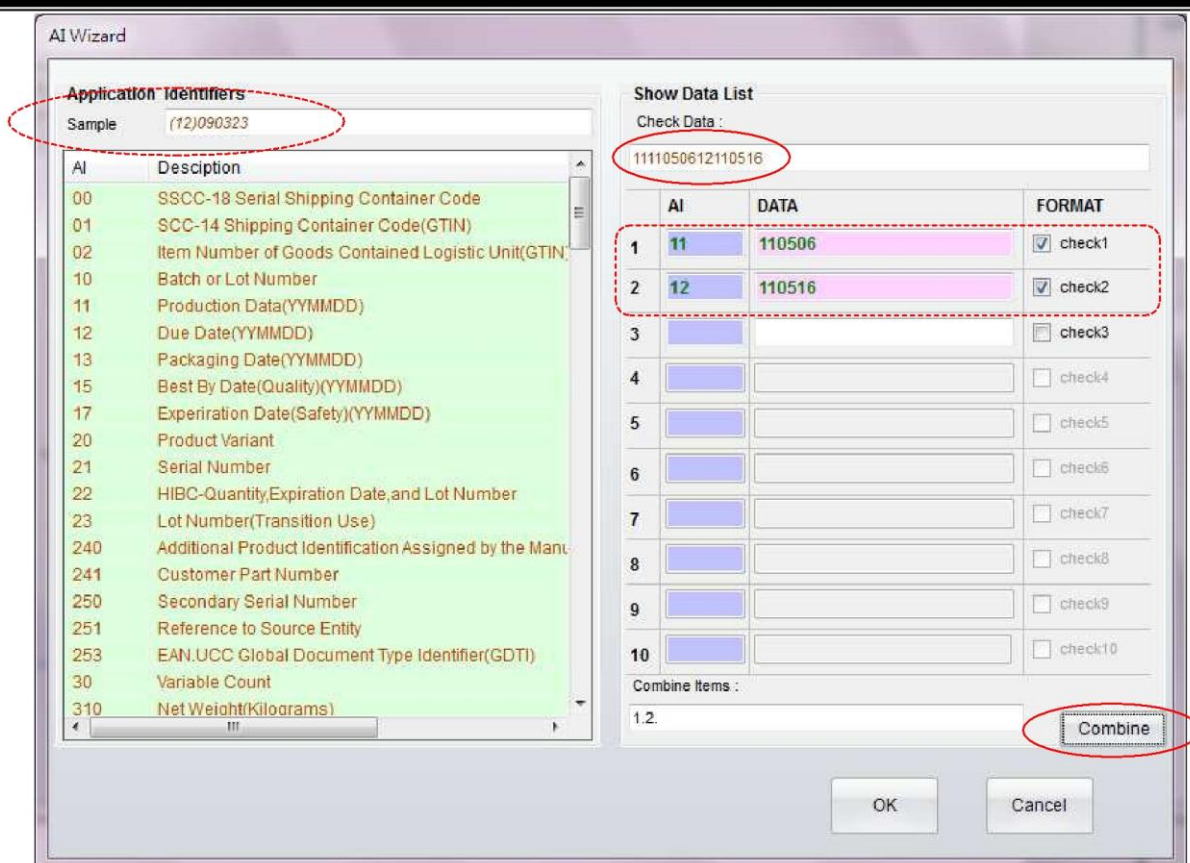 AI Wizard
Application Identifiers
Sample (12)090323
AI Desciption
00 SSCC-18 Serial Shipping Container Code
01 SCC-14 Shipping Container Code(GTIN)
02 Item Number of Goods Contained Logistic Unit(GTIN)
10 Batch or Lot Number
11 Production Data(YYMMDD)
12 Due Date(YYMMDD)
13 Packaging Date(YYMMDD)
15 Best By Date(Quality)(YYMMDD)
17 Experiration Date(Safety)(YYMMDD)
20 Product Variant
21 Serial Number
22 HIBC-Quantity,Expiration Date,and Lot Number
23 Lot Number(Transition Use)
240 Additional Product Identification Assigned by the Manu
241 Customer Part Number
250 Secondary Serial Number
251 Reference to Source Entity
253 EAN.UCC Global Document Type Identifier(GDTI)
30 Variable Count
310 Net Weight(Kilograms)
Show Data List
Check Data :
1111050612110516
AI DATA FORMAT
1 11 110506 check1
2 12 110516 check2
3 check3
4 check4
5 check5
6 check6
7 check7
8 check8
9 check9
10 check10
Combine Items :
1.2.
Combine
OK Cancel